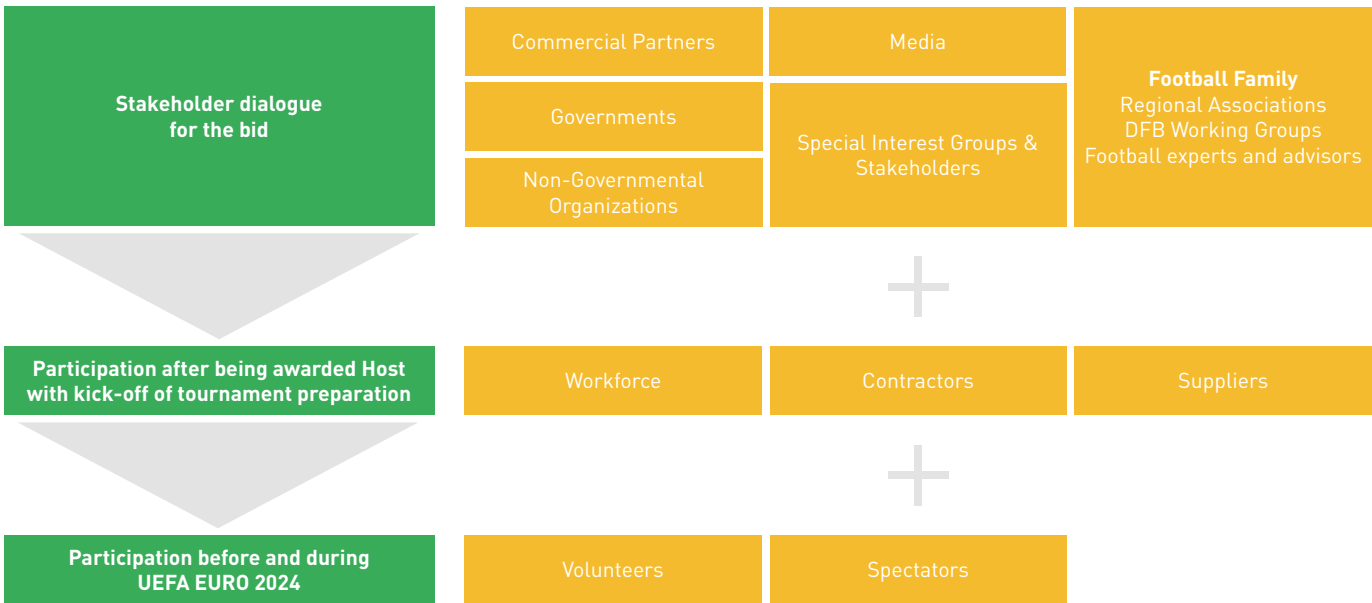 Stakeholder dialogue
for the bid
Commercial Partners
Media
Governments
Special Interest Groups &
Stakeholders
Non-Governmental
Organizations
Football Family
Regional Associations
DFB Working Groups
Football experts and advisors
Participation after being awarded Host
with kick-off of tournament preparation
Workforce
Contractors
Suppliers
Participation before and during
UEFA EURO 2024
Volunteers
Spectators